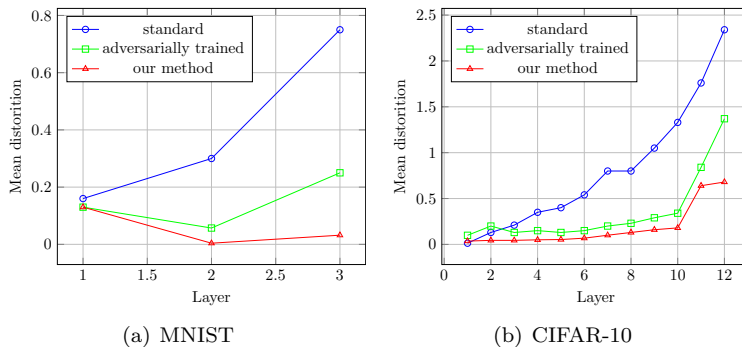 standard
adversarially trained
our method
0.8
0.6
0.4
0.2
0
Mean distortion
1
1.5
2
2.5
3
Layer
(a) MNIST
standard
adversarially trained
our method
2.5
2
1.5
1
0.5
0
Mean distortion
0
2
4
6
8
10
12
Layer
(b) CIFAR-10